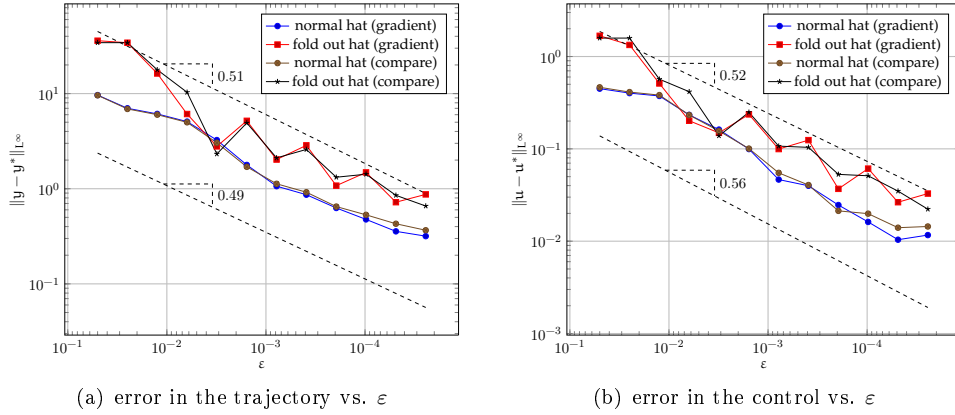 normal hat (gradient)
fold out hat (gradient)
normal hat (compare)
fold out hat (compare)
0.51
0.49
10¹
10⁰
10⁻¹
‖y − y*‖L∞
10⁻¹ 10⁻² 10⁻³ 10⁻⁴
ε
(a) error in the trajectory vs. ε
normal hat (gradient)
fold out hat (gradient)
normal hat (compare)
fold out hat (compare)
0.52
0.56
10⁰
10⁻¹
10⁻²
10⁻³
‖u − u*‖L∞
10⁻¹ 10⁻² 10⁻³ 10⁻⁴
ε
(b) error in the control vs. ε